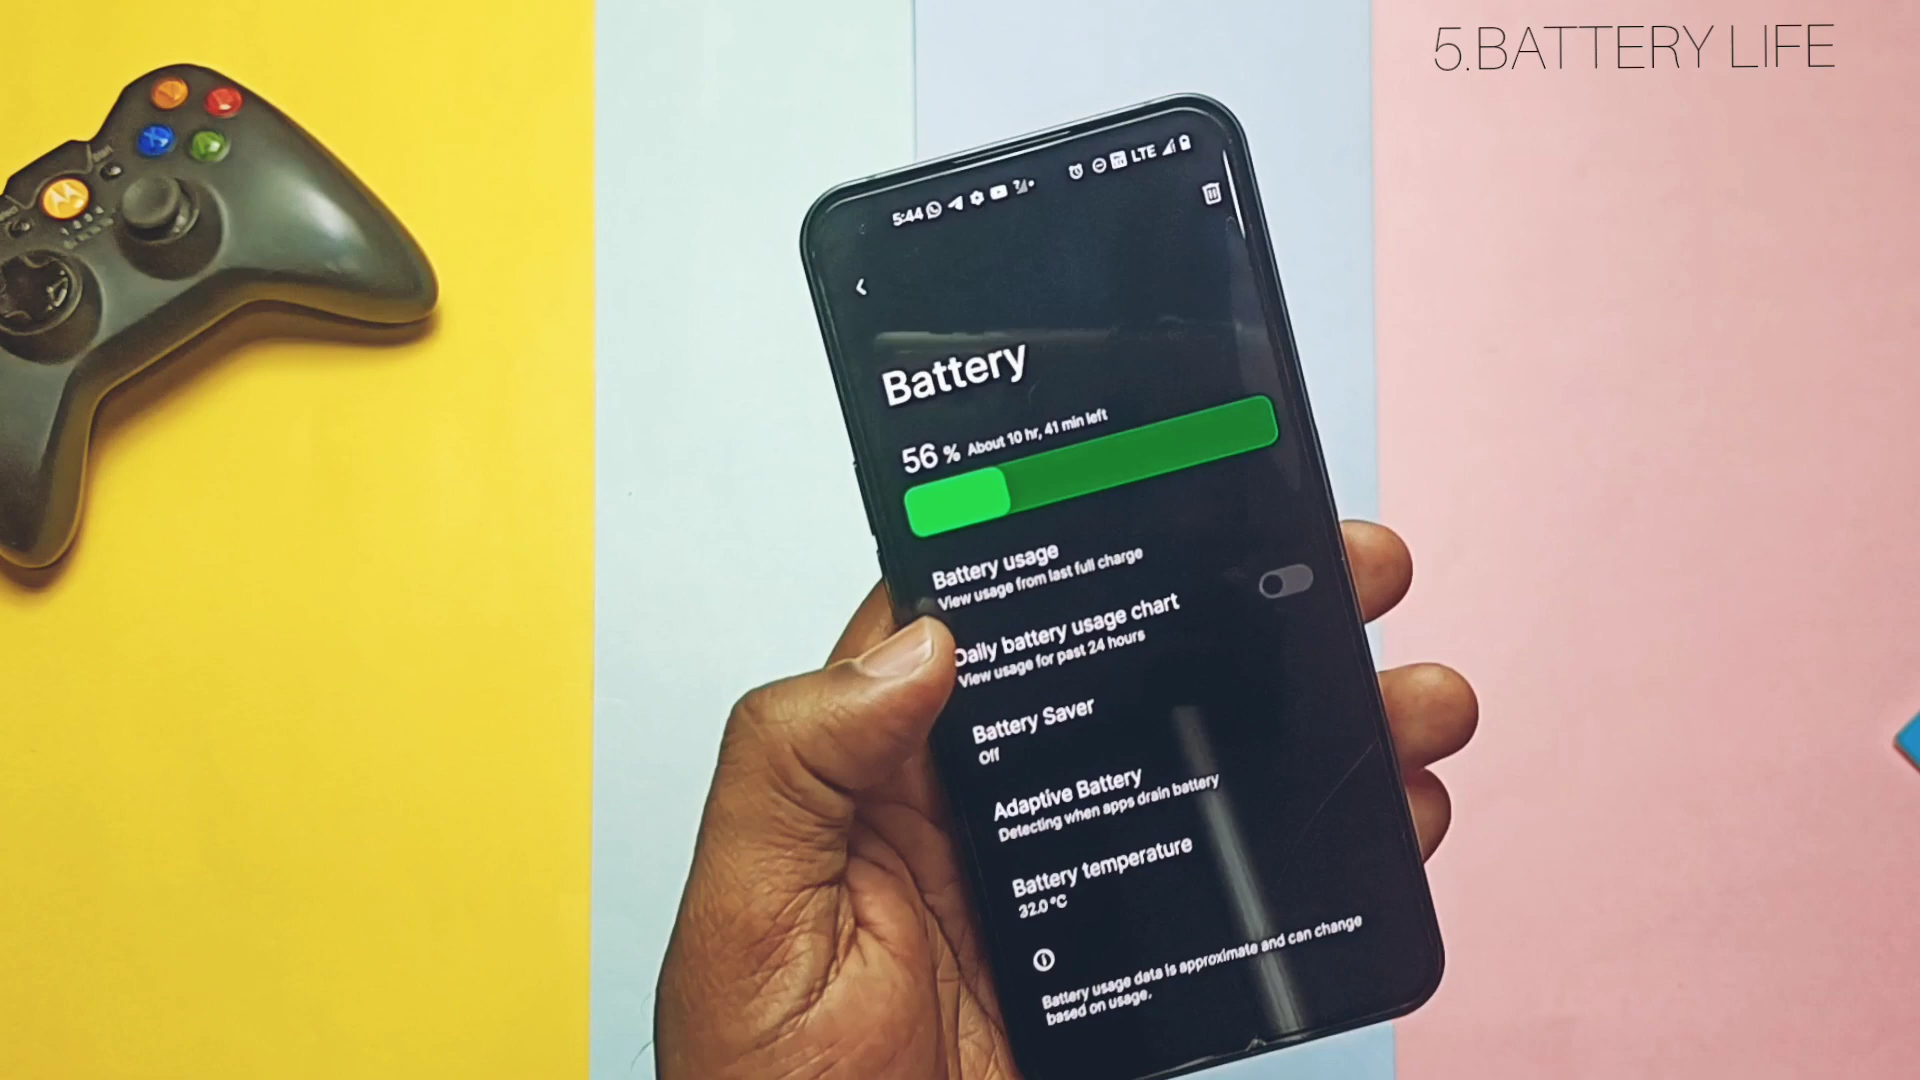 5.BATTERY LIFE
5:44
LTE
Battery
56 % About 10 hr, 41 min left
Battery usage
View usage from last full charge
Daily battery usage chart
View usage for past 24 hours
Battery Saver
Off
Adaptive Battery
Detecting when apps drain battery
Battery temperature
32.0 °C
Battery usage data is approximate and can change
based on usage.